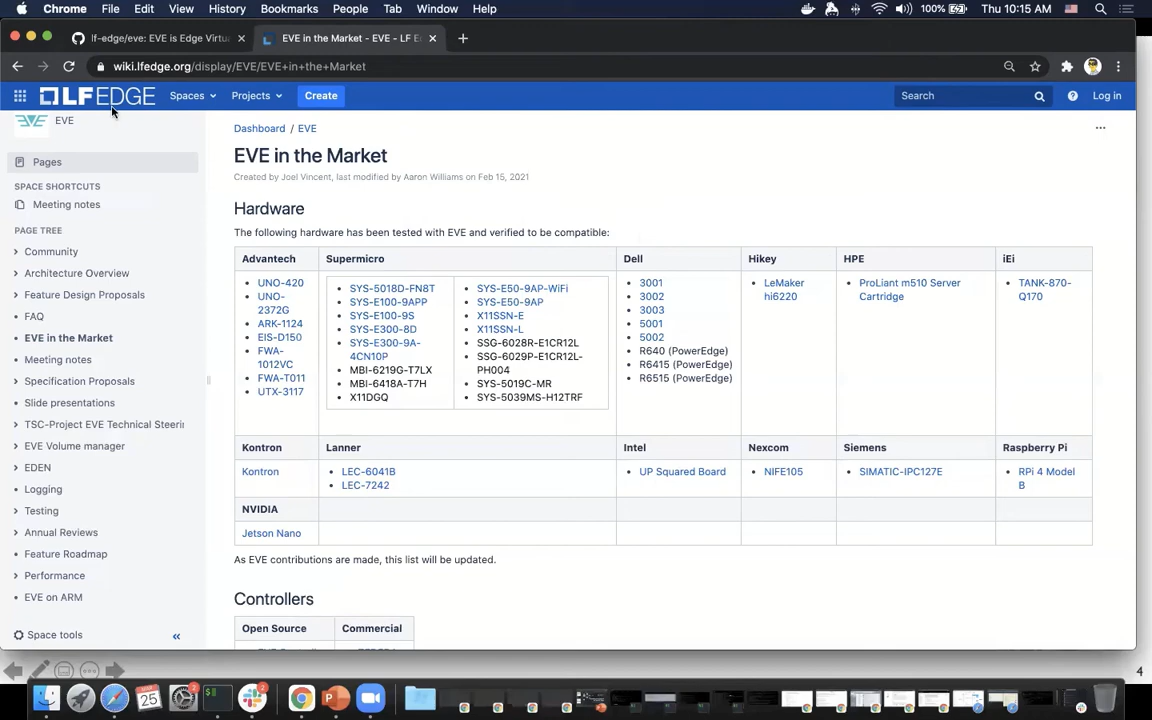 Chrome File Edit View History Bookmarks People Tab Window Help 100% Thu 10:15 AM
lf-edge/eve: EVE is Edge Virtua
EVE in the Market - EVE - LF E
wiki.lfedge.org/display/EVE/EVE+in+the+Market
LF EDGE Spaces Projects Create Search Log in
EVE
Pages
SPACE SHORTCUTS
Meeting notes
PAGE TREE
Community
Architecture Overview
Feature Design Proposals
FAQ
EVE in the Market
Meeting notes
Specification Proposals
Slide presentations
TSC-Project EVE Technical Steerin
EVE Volume manager
EDEN
Logging
Testing
Annual Reviews
Feature Roadmap
Performance
EVE on ARM
Space tools
Dashboard / EVE
EVE in the Market
Created by Joel Vincent, last modified by Aaron Williams on Feb 15, 2021
Hardware
The following hardware has been tested with EVE and verified to be compatible:
Advantech Supermicro Dell Hikey HPE iEi
UNO-420
UNO-
2372G
ARK-1124
EIS-D150
FWA-
1012VC
FWA-T011
UTX-3117
SYS-5018D-FN8T
SYS-E100-9APP
SYS-E100-9S
SYS-E300-8D
SYS-E300-9A-
4CN10P
MBI-6219G-T7LX
MBI-6418A-T7H
X11DGQ
SYS-E50-9AP-WiFi
SYS-E50-9AP
X11SSN-E
X11SSN-L
SSG-6028R-E1CR12L
SSG-6029P-E1CR12L-
PH004
SYS-5019C-MR
SYS-5039MS-H12TRF
3001
3002
3003
5001
5002
R640 (PowerEdge)
R6415 (PowerEdge)
R6515 (PowerEdge)
LeMaker
hi6220
ProLiant m510 Server
Cartridge
TANK-870-
Q170
Kontron Lanner Intel Nexcom Siemens Raspberry Pi
Kontron
LEC-6041B
LEC-7242
UP Squared Board
NIFE105
SIMATIC-IPC127E
RPi 4 Model
B
NVIDIA
Jetson Nano
As EVE contributions are made, this list will be updated.
Controllers
Open Source Commercial
4
25